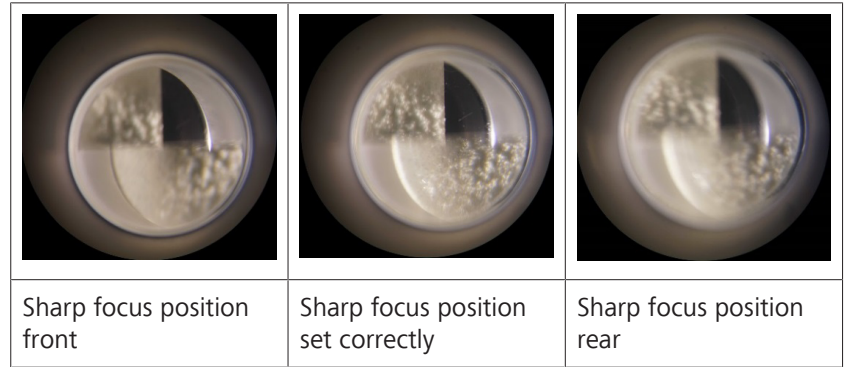 Sharp focus position
front
Sharp focus position
set correctly
Sharp focus position
rear